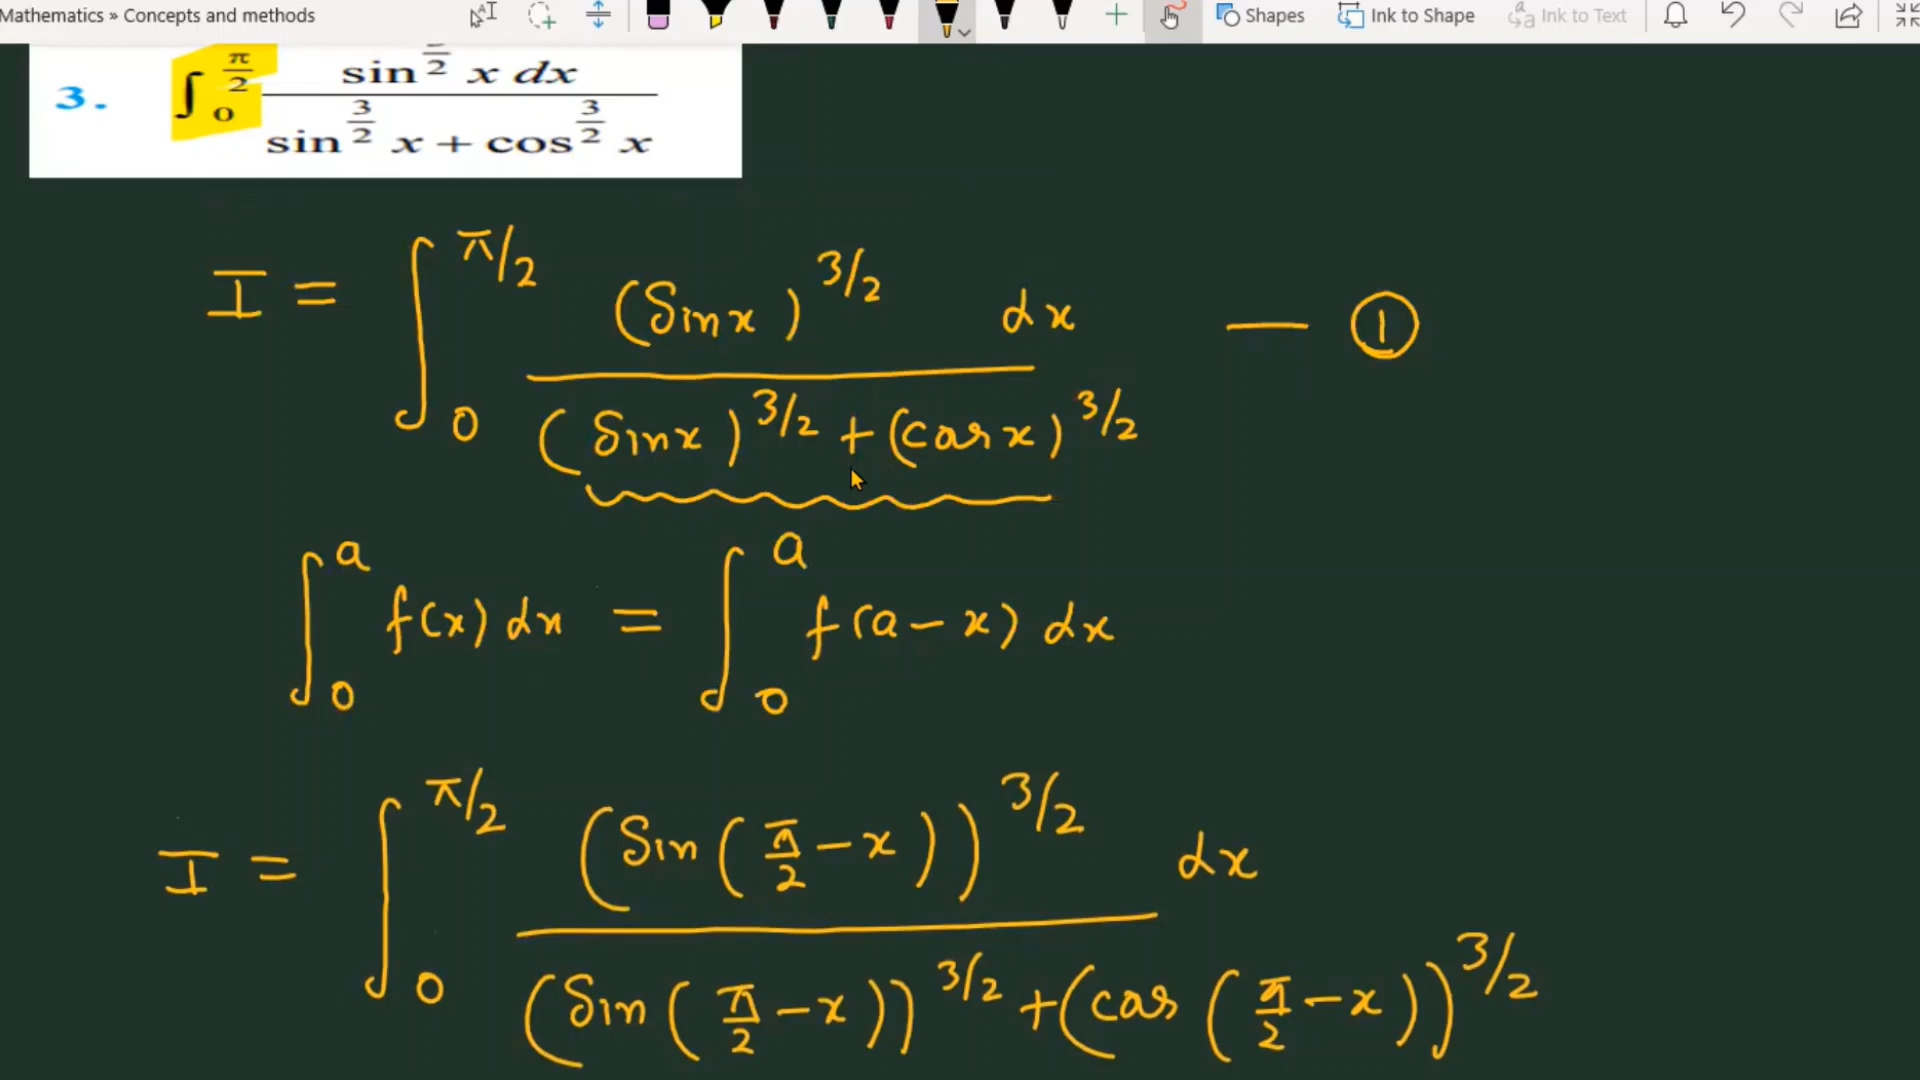 Mathematics » Concepts and methods
Shapes
Ink to Shape
Ink to Text
3. ∫₀^(π/2) sin x dx
sin^(3/2) x + cos^(3/2) x
I = ∫₀^(π/2) (Sinx)^(3/2) dx — ①
(Sinx)^(3/2) + (cosx)^(3/2)
∫₀^a f(x) dx = ∫₀^a f(a - x) dx
I = ∫₀^(π/2) (Sin(π/2 - x))^(3/2) dx
(Sin(π/2 - x))^(3/2) + (cos(π/2 - x))^(3/2)